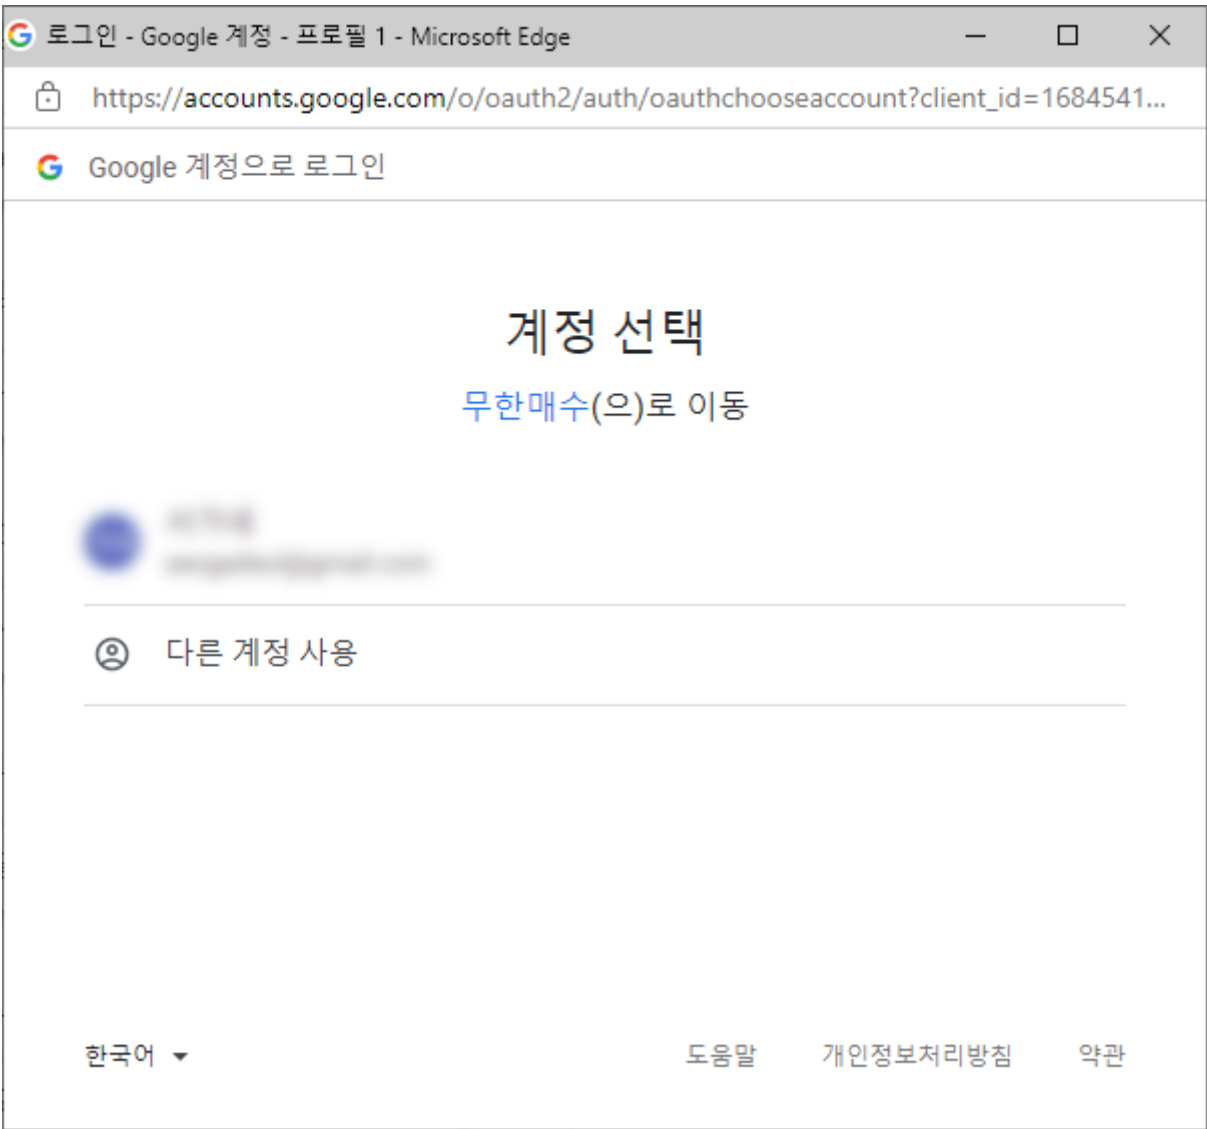 로그인 - Google 계정 - 프로필 1 - Microsoft Edge
https://accounts.google.com/o/oauth2/auth/oauthchooseaccount?client_id=1684541...
Google 계정으로 로그인
계정 선택
무한매수(으)로 이동
다른 계정 사용
한국어
도움말 개인정보처리방침 약관